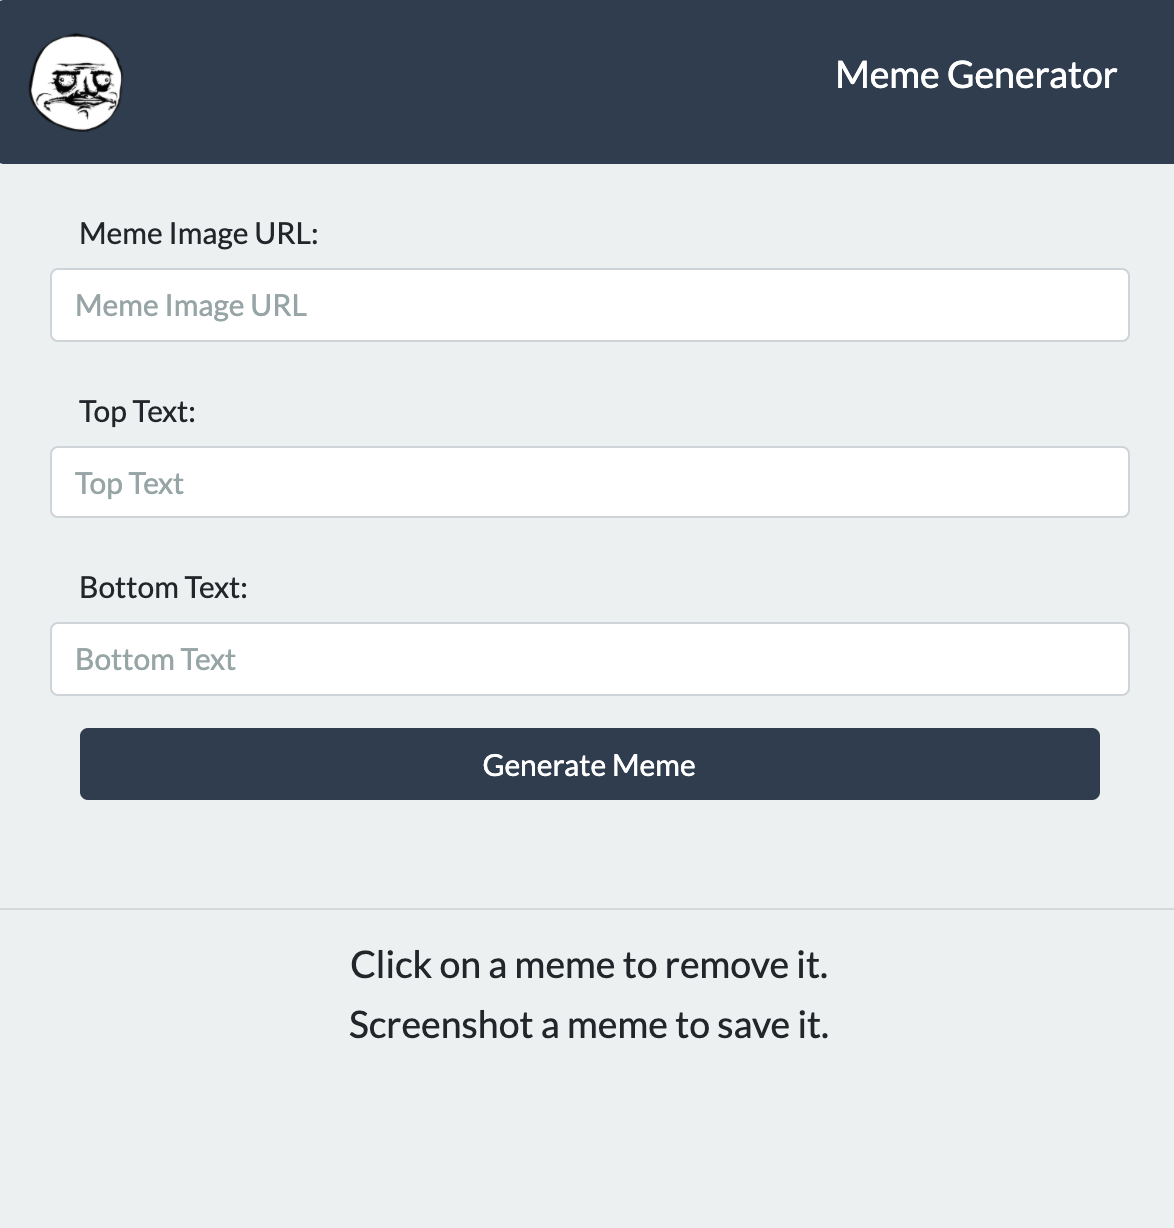 Meme Generator
Meme Image URL:
Meme Image URL
Top Text:
Top Text
Bottom Text:
Bottom Text
Generate Meme
Click on a meme to remove it.
Screenshot a meme to save it.